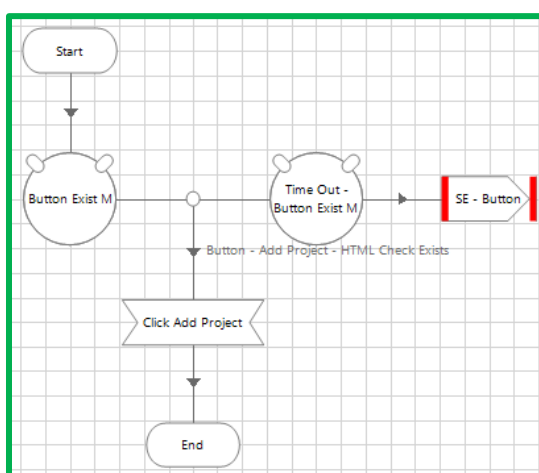 Start
Button Exist M
Time Out -
Button Exist M
SE - Button
Button - Add Project - HTML Check Exists
Click Add Project
End